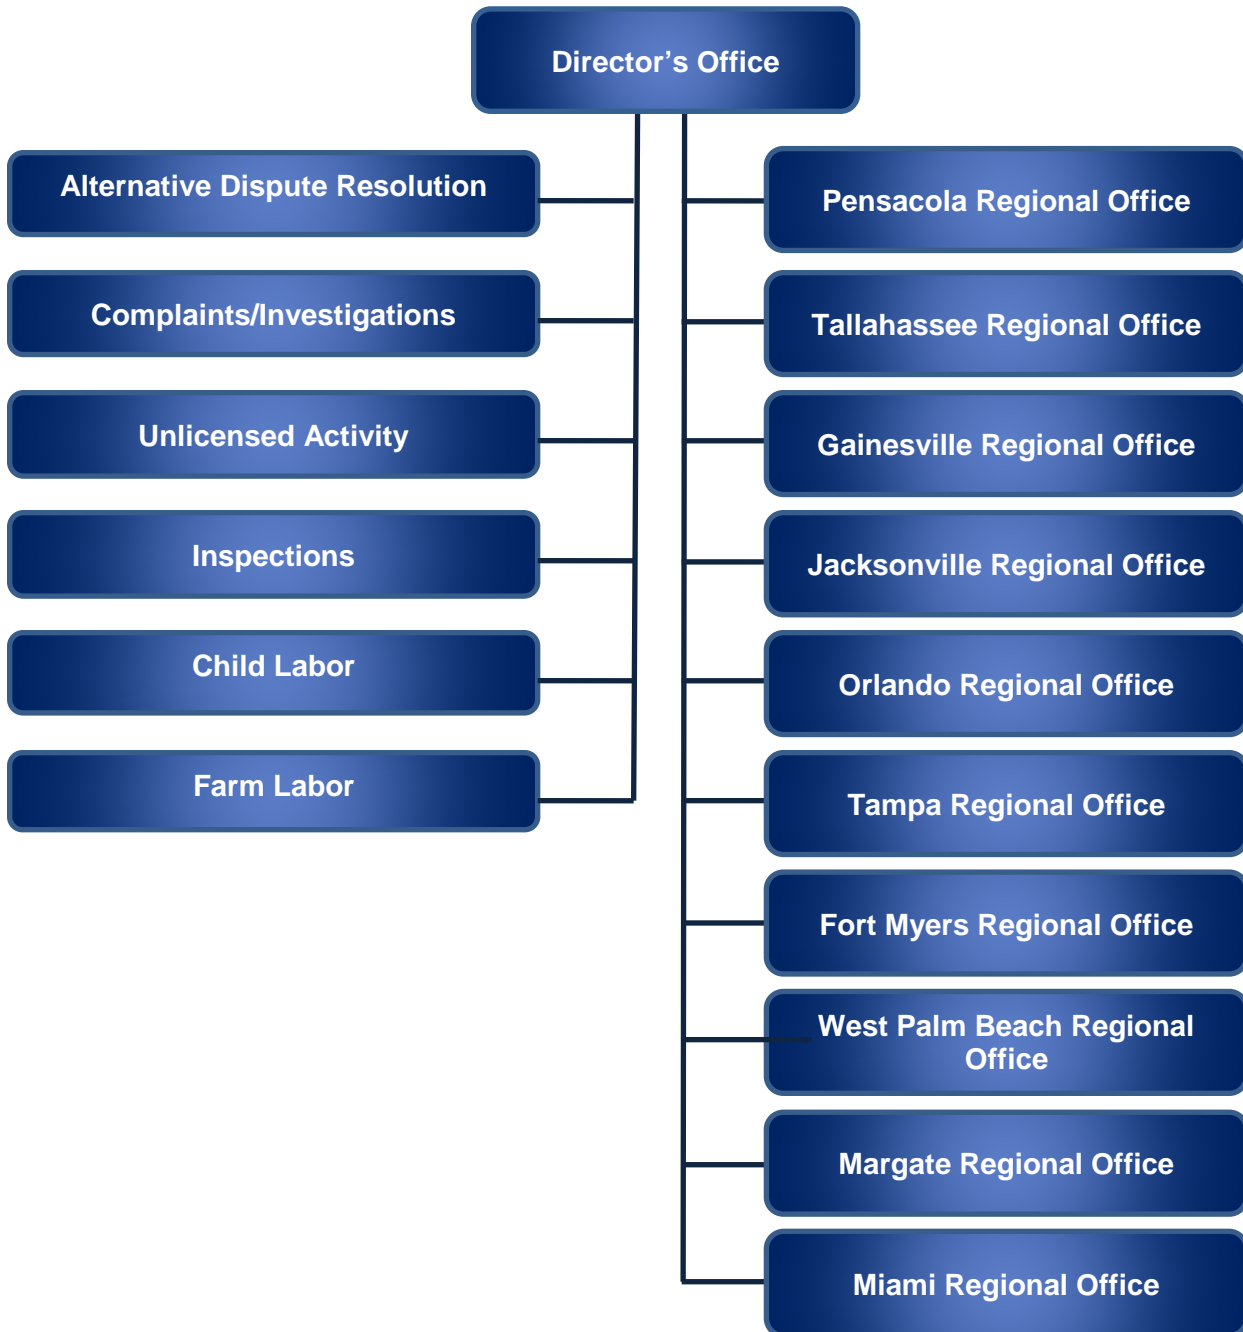 Director’s Office
Alternative Dispute Resolution
Complaints/Investigations
Unlicensed Activity
Inspections
Child Labor
Farm Labor
Pensacola Regional Office
Tallahassee Regional Office
Gainesville Regional Office
Jacksonville Regional Office
Orlando Regional Office
Tampa Regional Office
Fort Myers Regional Office
West Palm Beach Regional
Office
Margate Regional Office
Miami Regional Office